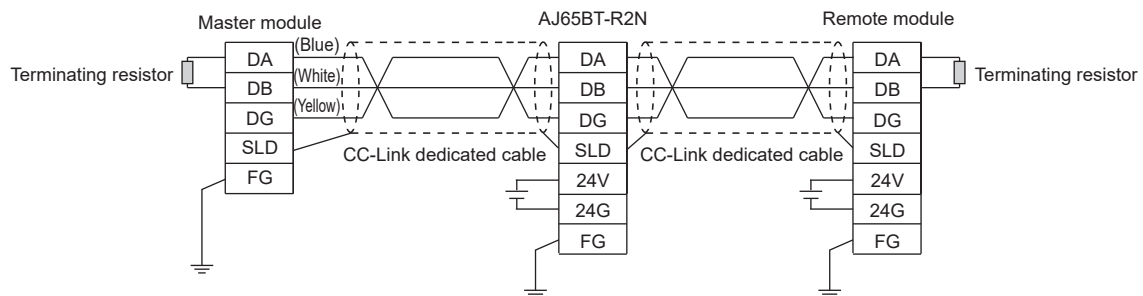 Master module
AJ65BT-R2N
Remote module
Terminating resistor
DA
DB
DG
SLD
FG
(Blue)
(White)
(Yellow)
CC-Link dedicated cable
DA
DB
DG
SLD
24V
24G
FG
CC-Link dedicated cable
DA
DB
DG
SLD
24V
24G
FG
Terminating resistor